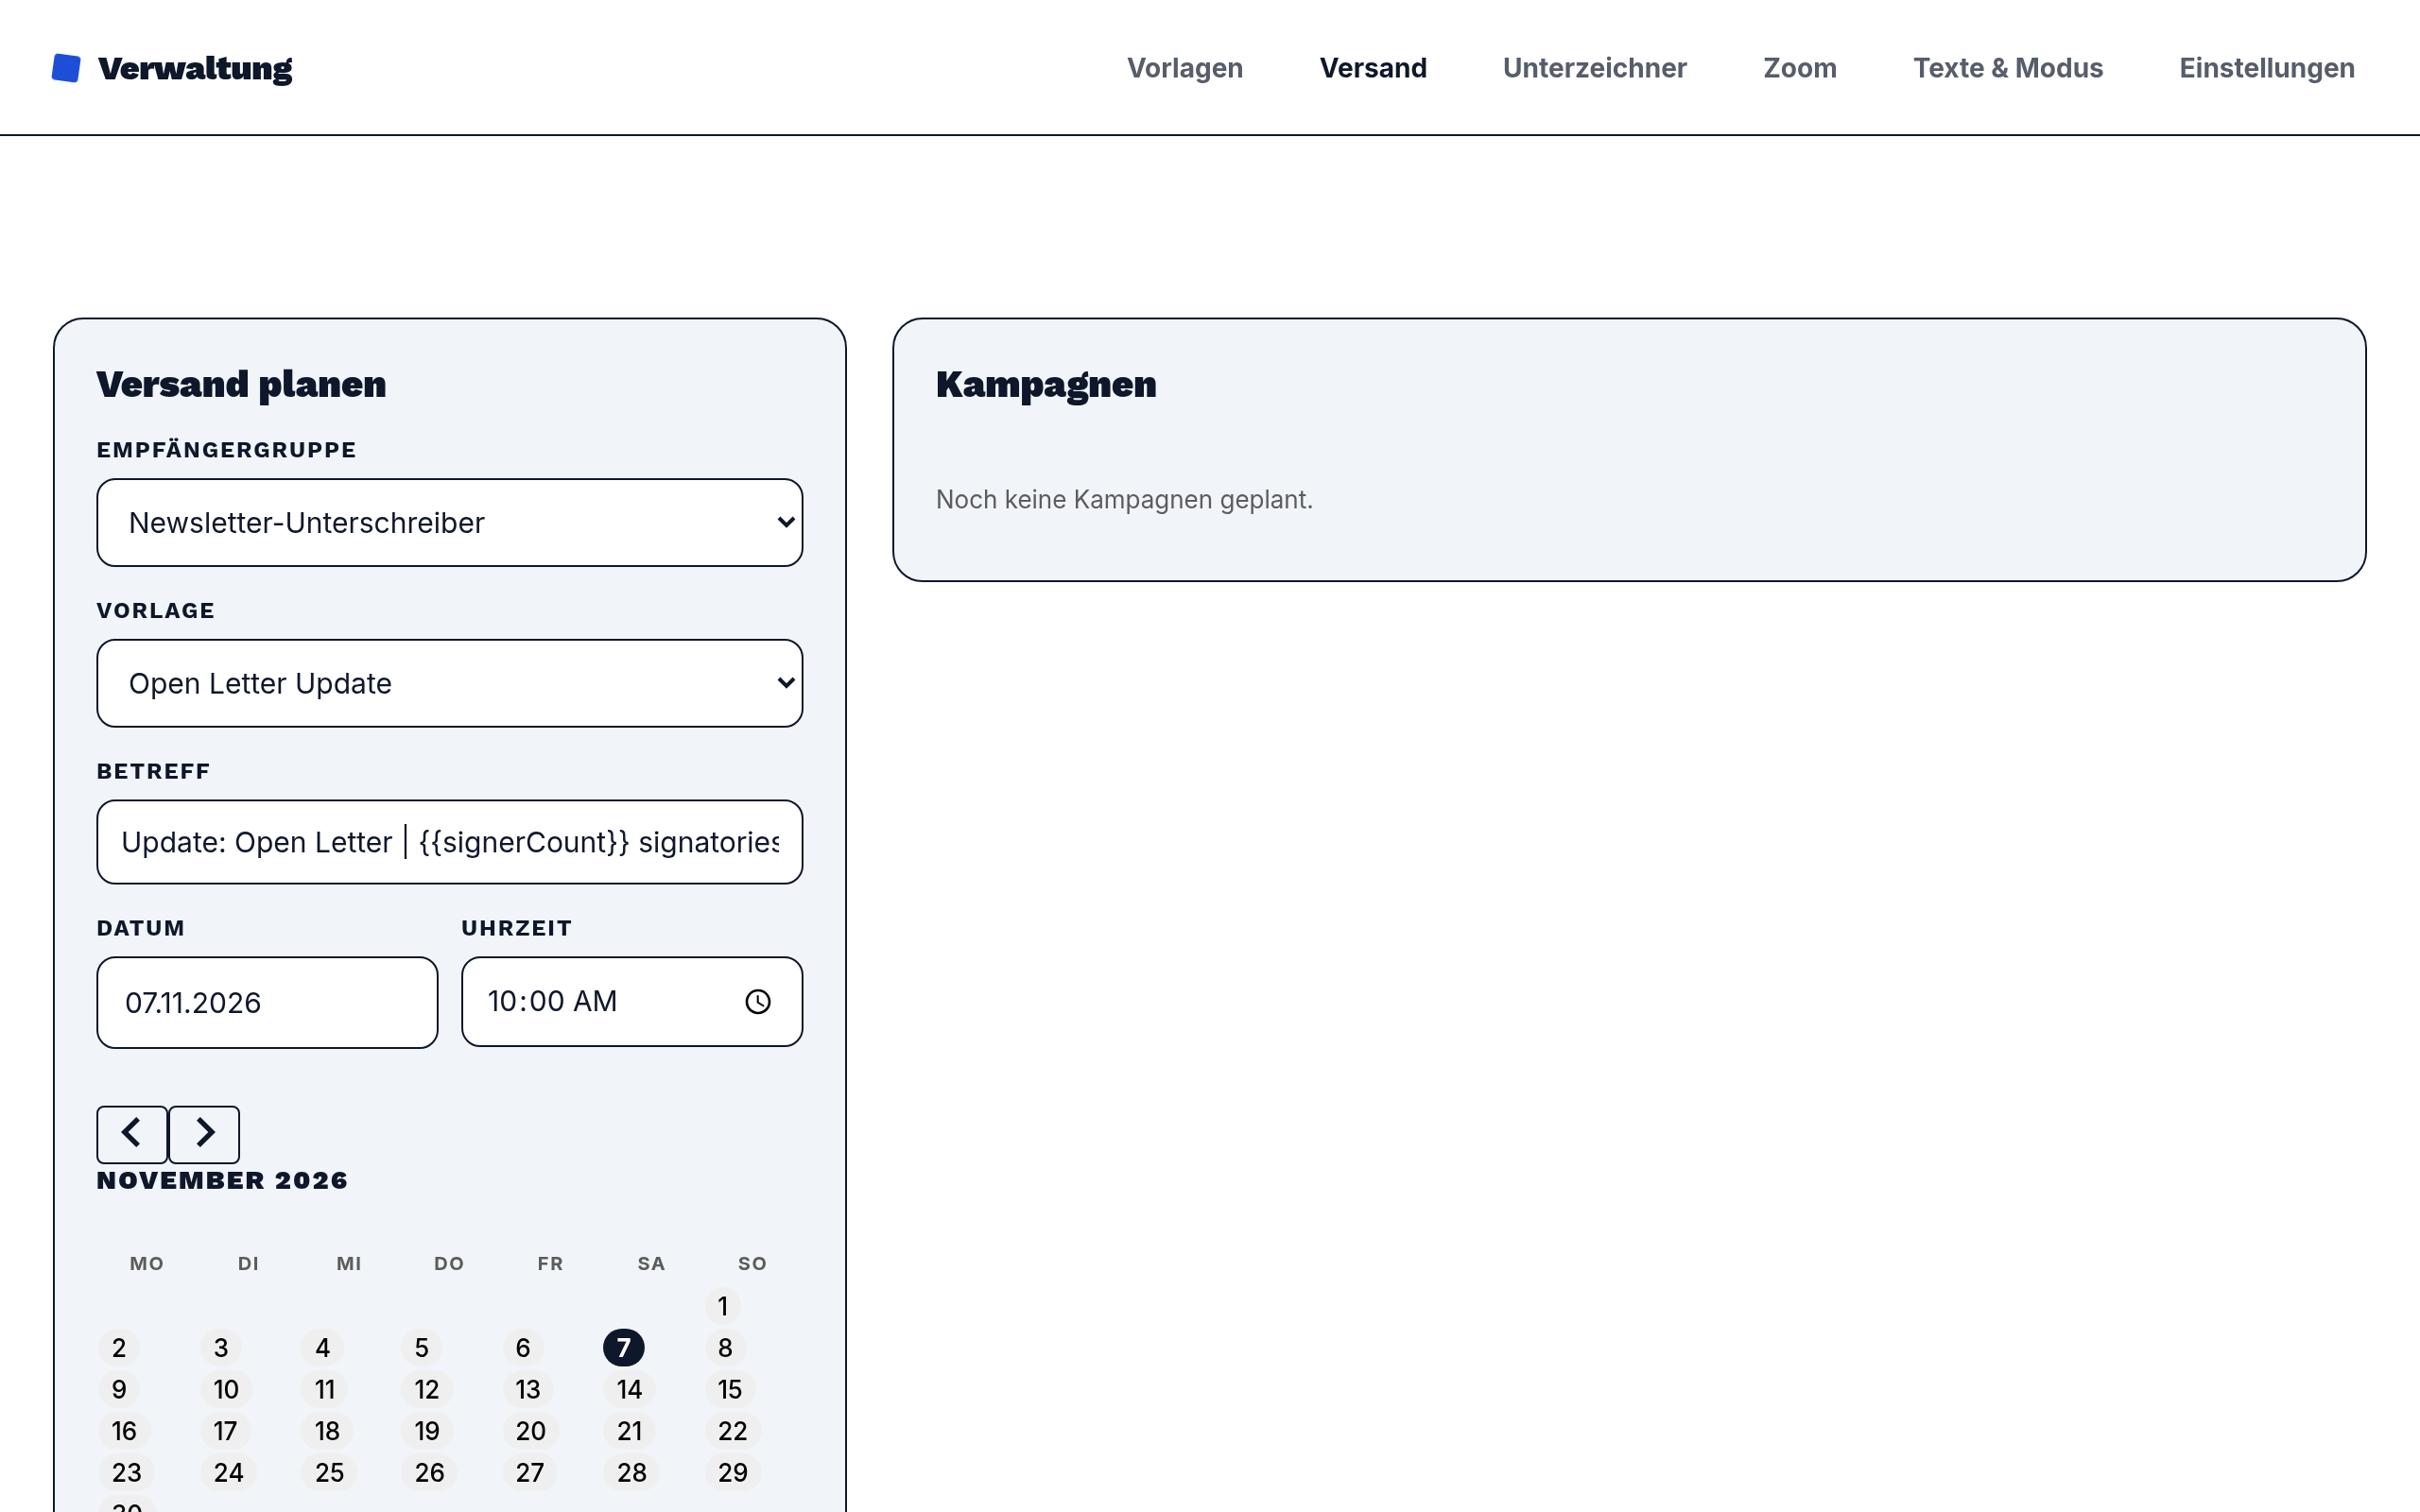 Verwaltung
Vorlagen Versand Unterzeichner Zoom Texte & Modus Einstellungen
Versand planen
EMPFÄNGERGRUPPE
Newsletter-Unterschreiber
VORLAGE
Open Letter Update
BETREFF
Update: Open Letter | {{signerCount}} signatories
DATUM UHRZEIT
07.11.2026 10:00 AM
NOVEMBER 2026
MO DI MI DO FR SA SO
1
2 3 4 5 6 7 8
9 10 11 12 13 14 15
16 17 18 19 20 21 22
23 24 25 26 27 28 29
30
Kampagnen
Noch keine Kampagnen geplant.